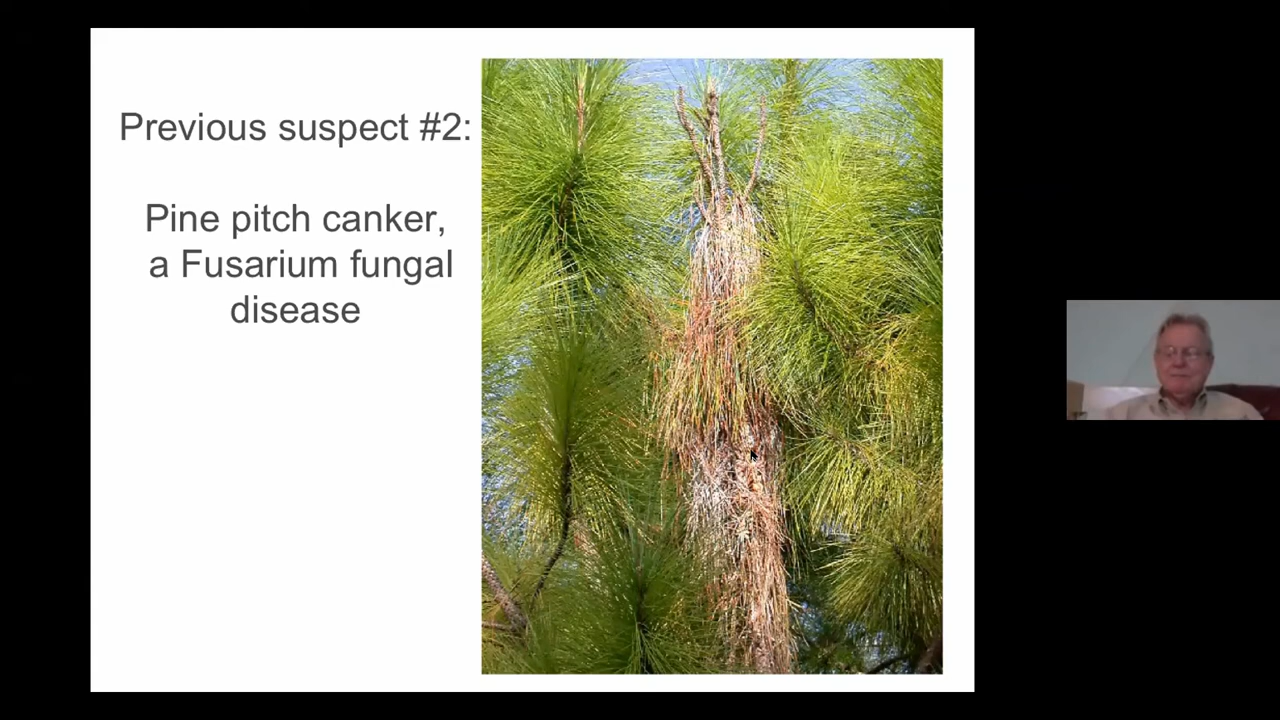 Previous suspect #2:
Pine pitch canker,
a Fusarium fungal
disease